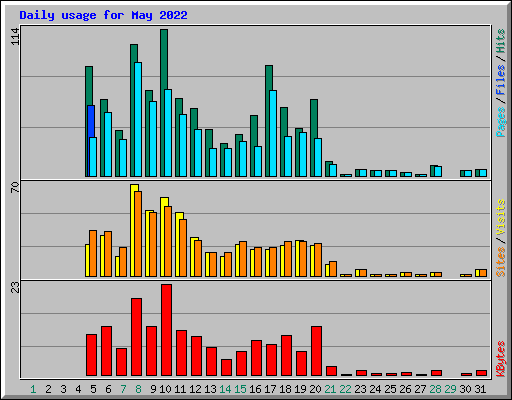 Daily usage for May 2022
114
Pages / Files / Hits
70
Sites / Visits
23
KBytes
1 2 3 4 5 6 7 8 9 10 11 12 13 14 15 16 17 18 19 20 21 22 23 24 25 26 27 28 29 30 31